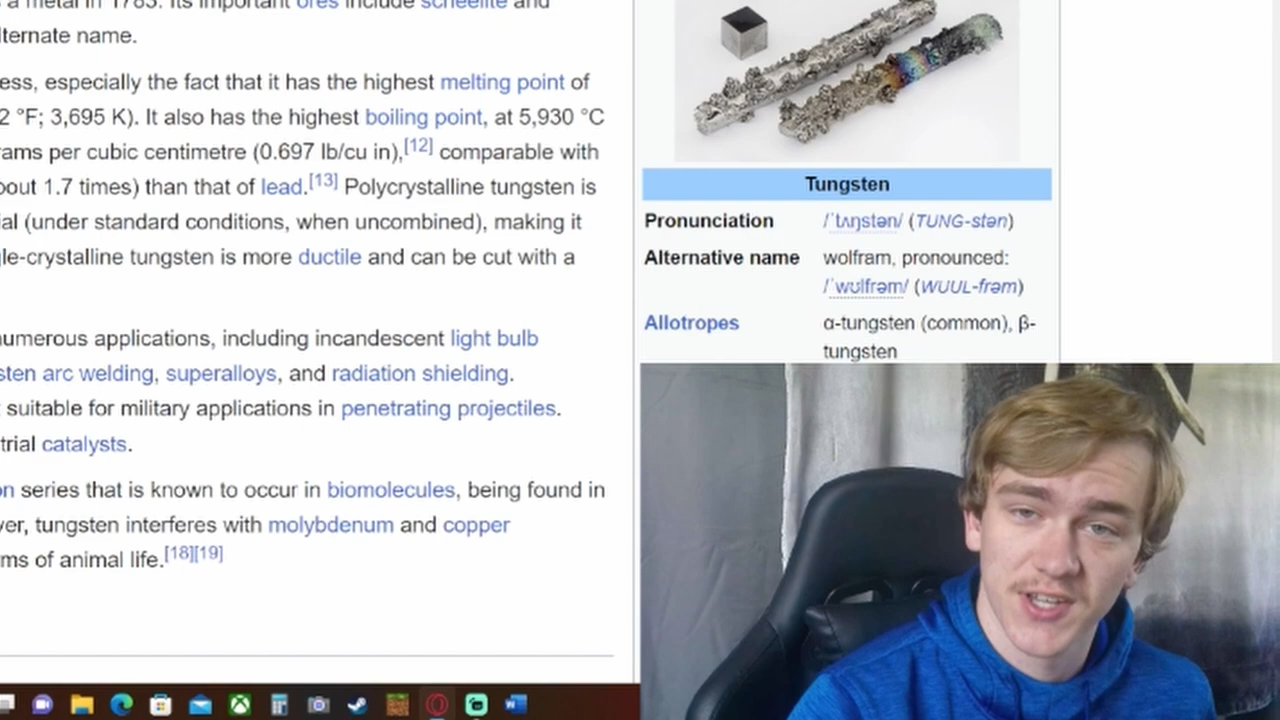 s a metal in 1783. Its important ores include scheelite and
lternate name.
ess, especially the fact that it has the highest melting point of
2 °F; 3,695 K). It also has the highest boiling point, at 5,930 °C
rams per cubic centimetre (0.697 lb/cu in),[12] comparable with
out 1.7 times) than that of lead.[13] Polycrystalline tungsten is
ial (under standard conditions, when uncombined), making it
le-crystalline tungsten is more ductile and can be cut with a
numerous applications, including incandescent light bulb
sten arc welding, superalloys, and radiation shielding.
t suitable for military applications in penetrating projectiles.
trial catalysts.
on series that is known to occur in biomolecules, being found in
ver, tungsten interferes with molybdenum and copper
ms of animal life.[18][19]
Tungsten
Pronunciation /ˈtʌŋstən/ (TUNG-stən)
Alternative name wolfram, pronounced:
/ˈwʊlfrəm/ (WUUL-frəm)
Allotropes α-tungsten (common), β-
tungsten